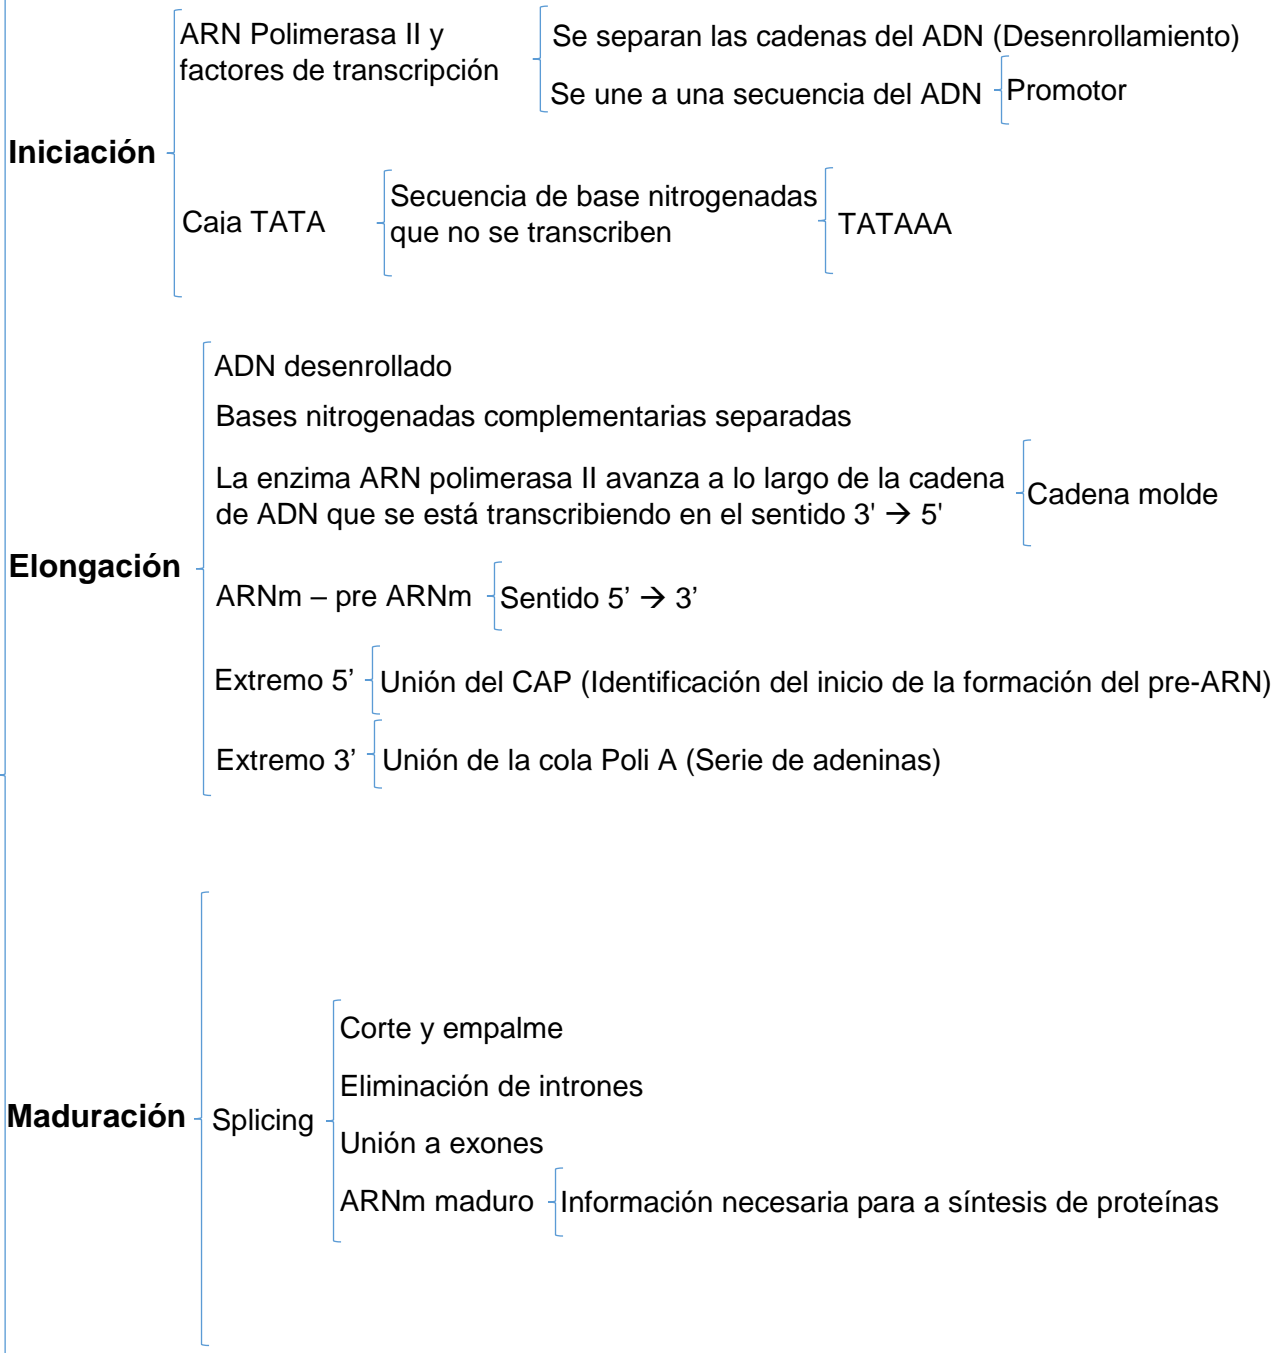 Iniciación
ARN Polimerasa II y
factores de transcripción
Se separan las cadenas del ADN (Desenrollamiento)
Se une a una secuencia del ADN
Promotor
Caja TATA
Secuencia de base nitrogenadas
que no se transcriben
TATAAA
Elongación
ADN desenrollado
Bases nitrogenadas complementarias separadas
La enzima ARN polimerasa II avanza a lo largo de la cadena
de ADN que se está transcribiendo en el sentido 3' → 5'
Cadena molde
ARNm – pre ARNm
Sentido 5’ → 3’
Extremo 5’
Unión del CAP (Identificación del inicio de la formación del pre-ARN)
Extremo 3’
Unión de la cola Poli A (Serie de adeninas)
Maduración
Splicing
Corte y empalme
Eliminación de intrones
Unión a exones
ARNm maduro
Información necesaria para a síntesis de proteínas